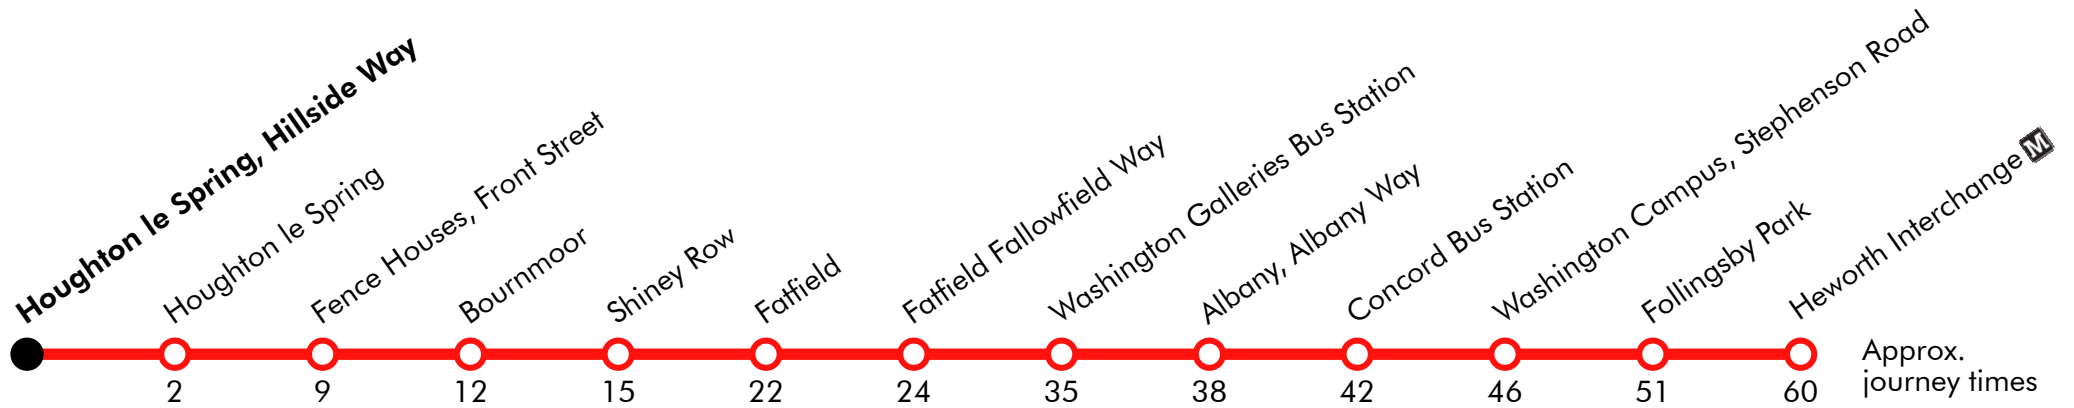 Houghton le Spring, Hillside Way
Houghton le Spring
Fence Houses, Front Street
Bournmoor
Shiney Row
Fatfield
Fatfield Fallowfield Way
Washington Galleries Bus Station
Albany, Albany Way
Concord Bus Station
Washington Campus, Stephenson Road
Follingsby Park
Heworth Interchange M
2 9 12 15 22 24 35 38 42 46 51 60
Approx.
journey times